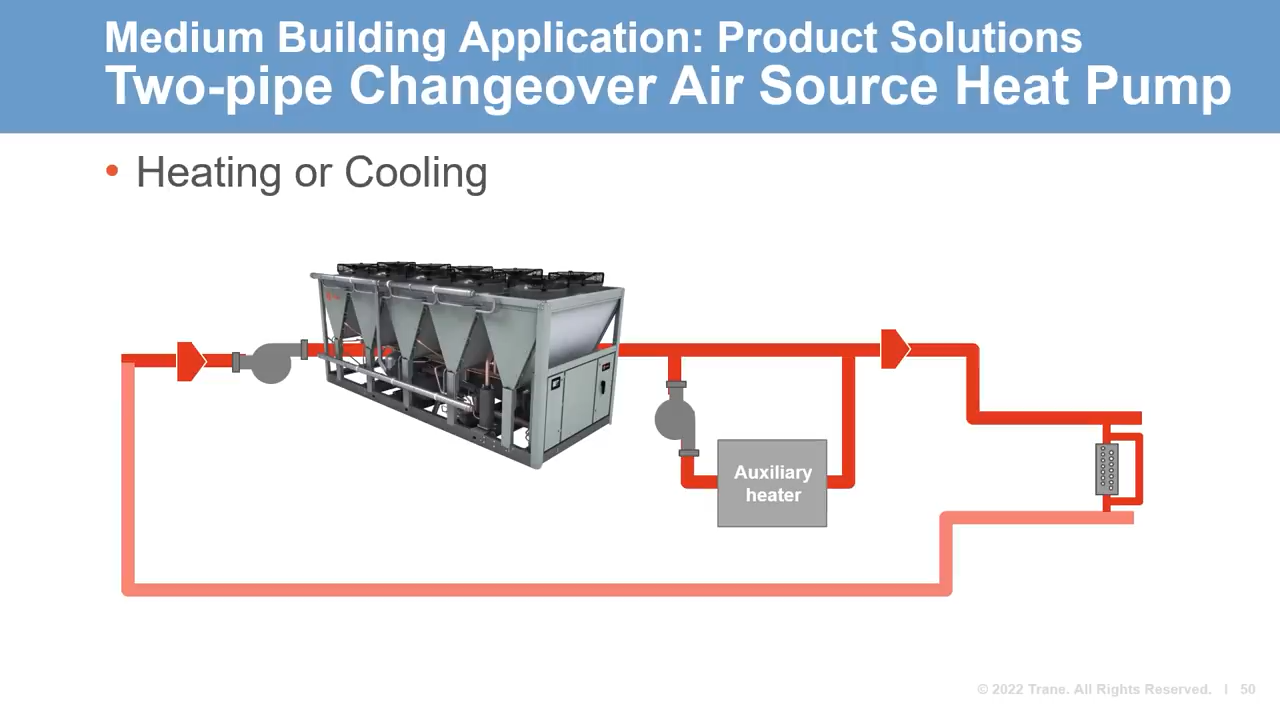 Medium Building Application: Product Solutions
Two-pipe Changeover Air Source Heat Pump
• Heating or Cooling
Auxiliary
heater
© 2022 Trane. All Rights Reserved. | 50